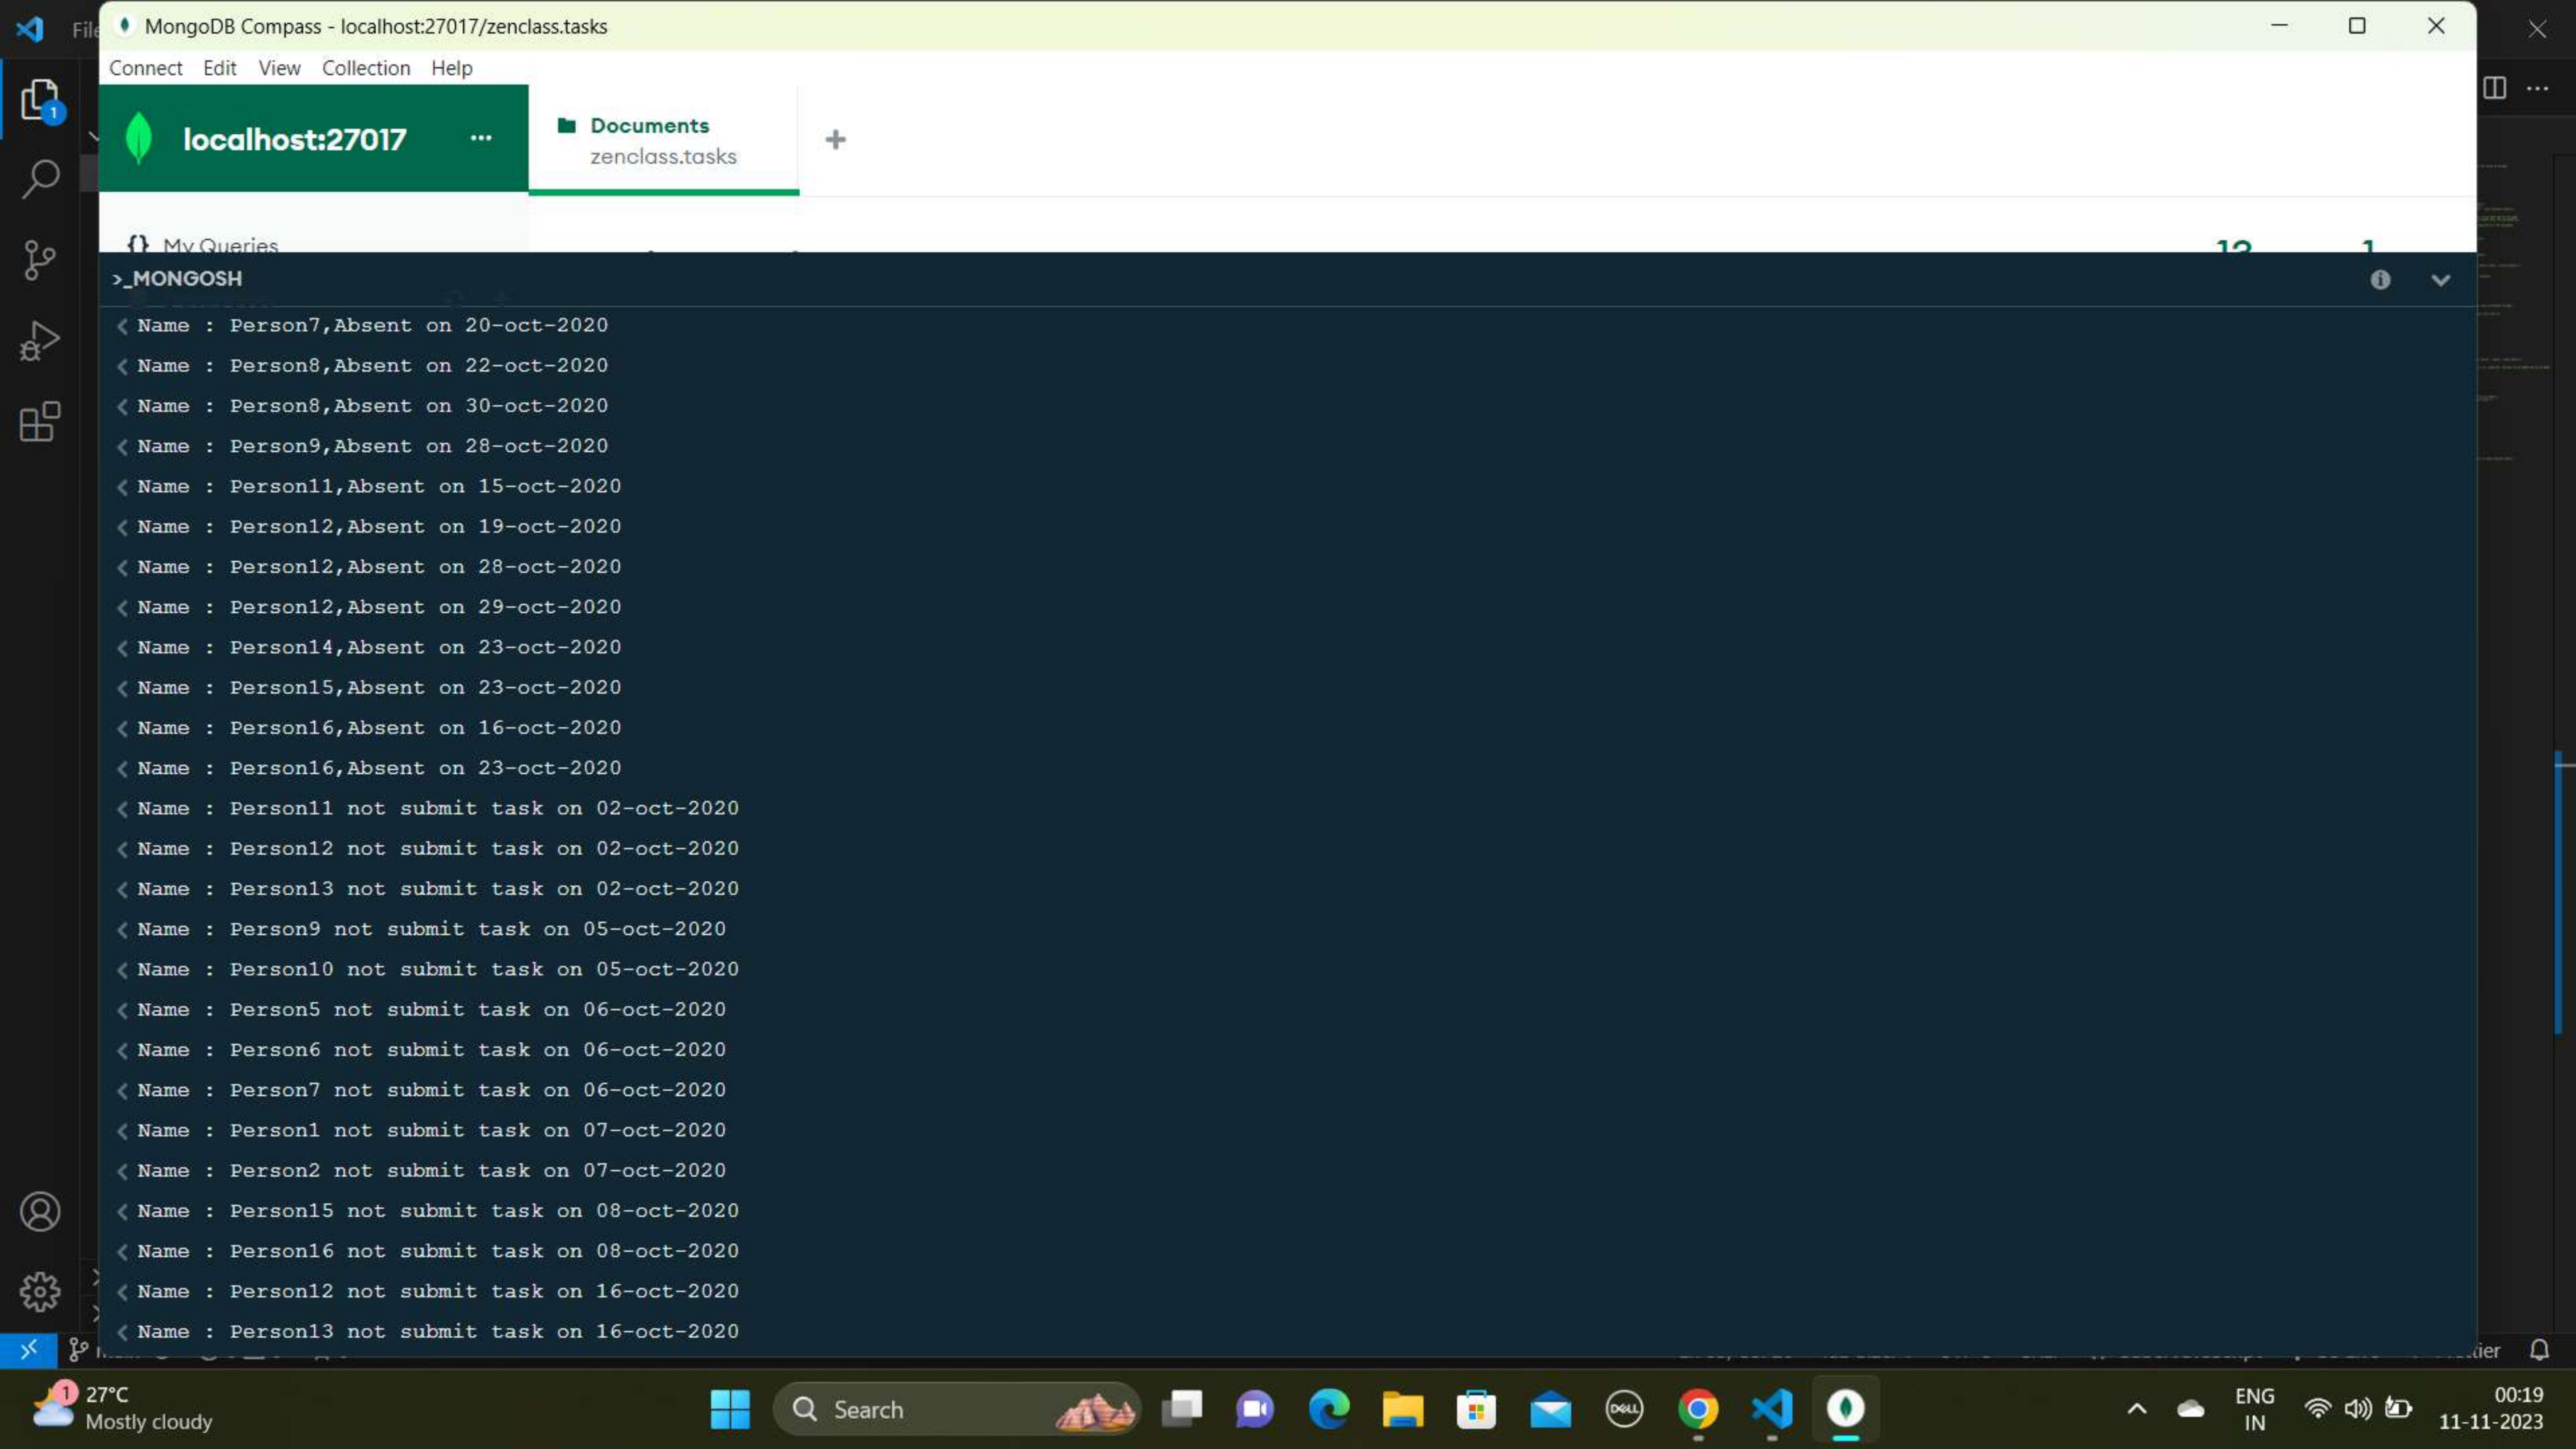 File
MongoDB Compass - localhost:27017/zenclass.tasks
Connect Edit View Collection Help
1
localhost:27017 ...
Documents
zenclass.tasks
{} My Queries
12 1
>_MONGOSH
Name : Person7,Absent on 20-oct-2020
Name : Person8,Absent on 22-oct-2020
Name : Person8,Absent on 30-oct-2020
Name : Person9,Absent on 28-oct-2020
Name : Person11,Absent on 15-oct-2020
Name : Person12,Absent on 19-oct-2020
Name : Person12,Absent on 28-oct-2020
Name : Person12,Absent on 29-oct-2020
Name : Person14,Absent on 23-oct-2020
Name : Person15,Absent on 23-oct-2020
Name : Person16,Absent on 16-oct-2020
Name : Person16,Absent on 23-oct-2020
Name : Person11 not submit task on 02-oct-2020
Name : Person12 not submit task on 02-oct-2020
Name : Person13 not submit task on 02-oct-2020
Name : Person9 not submit task on 05-oct-2020
Name : Person10 not submit task on 05-oct-2020
Name : Person5 not submit task on 06-oct-2020
Name : Person6 not submit task on 06-oct-2020
Name : Person7 not submit task on 06-oct-2020
Name : Person1 not submit task on 07-oct-2020
Name : Person2 not submit task on 07-oct-2020
Name : Person15 not submit task on 08-oct-2020
Name : Person16 not submit task on 08-oct-2020
Name : Person12 not submit task on 16-oct-2020
Name : Person13 not submit task on 16-oct-2020
1
27°C
Mostly cloudy
Search
DELL
ENG
IN
00:19
11-11-2023